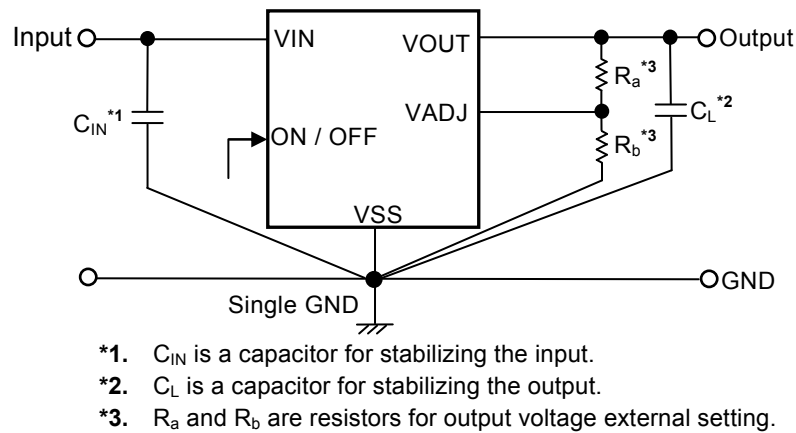 Input VIN VOUT Output
Ra*3
CIN*1 VADJ CL*2
ON / OFF Rb*3
VSS
GND
Single GND
*1. CIN is a capacitor for stabilizing the input.
*2. CL is a capacitor for stabilizing the output.
*3. Ra and Rb are resistors for output voltage external setting.